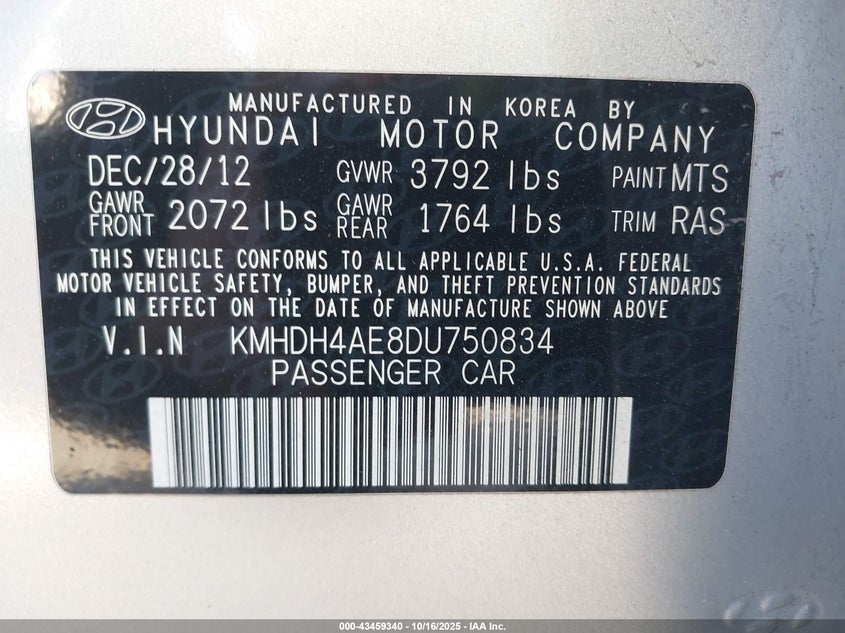 MANUFACTURED IN KOREA BY
HYUNDAI MOTOR COMPANY
DEC/28/12 GVWR 3792 lbs PAINT MTS
GAWR FRONT 2072 lbs GAWR REAR 1764 lbs TRIM RAS
THIS VEHICLE CONFORMS TO ALL APPLICABLE U.S.A. FEDERAL
MOTOR VEHICLE SAFETY, BUMPER, AND THEFT PREVENTION STANDARDS
IN EFFECT ON THE DATE OF MANUFACTURE SHOWN ABOVE
V.I.N KMHDH4AE8DU750834
PASSENGER CAR
000-43459340 | 10/16/2025 - IAA Inc.